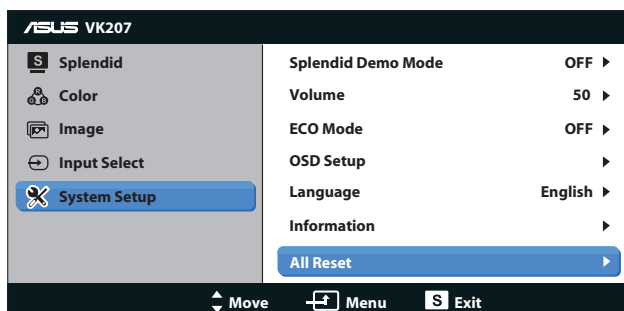 ASUS VK207
S Splendid
Color
Image
Input Select
System Setup
Splendid Demo Mode OFF
Volume 50
ECO Mode OFF
OSD Setup
Language English
Information
All Reset
Move Menu S Exit